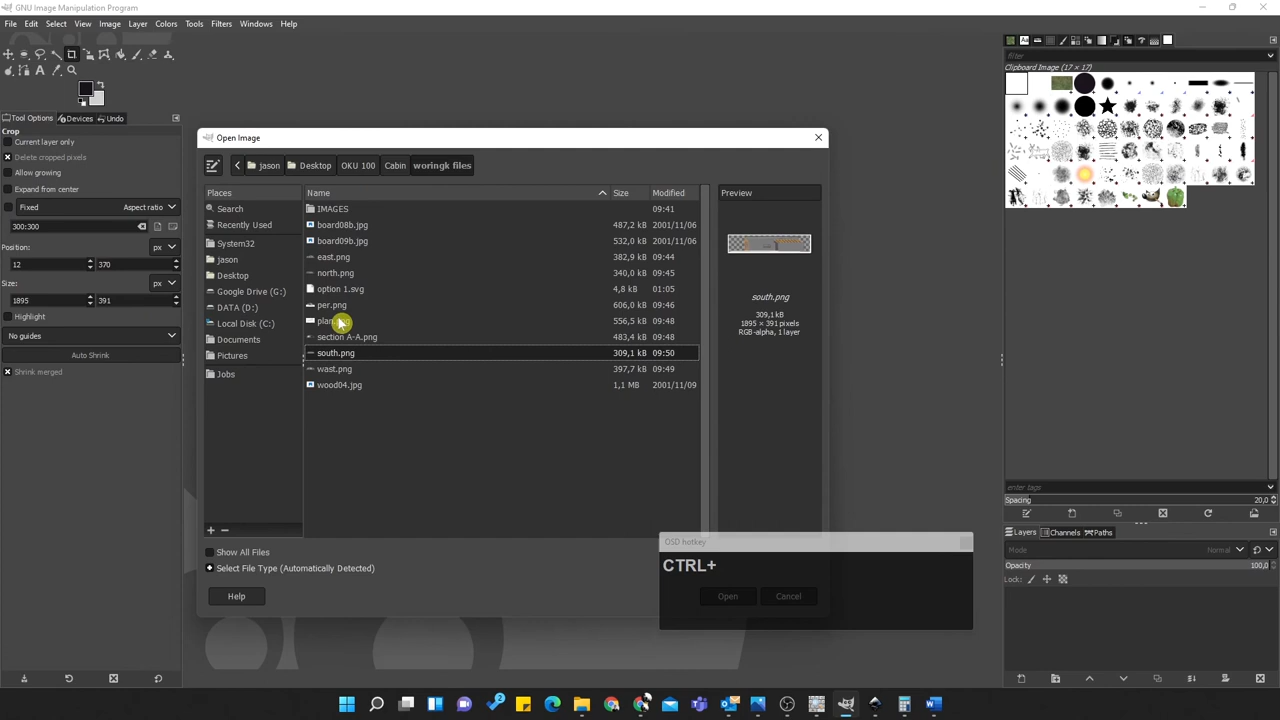 GNU Image Manipulation Program
File Edit Select View Image Layer Colors Tools Filters Windows Help
Tool Options Devices Undo
Crop
Current layer only
Delete cropped pixels
Allow growing
Expand from center
Fixed Aspect ratio
300:300
Position: px
12 370
Size: px
1895 391
Highlight
No guides
Auto Shrink
Shrink merged
Open Image
jason Desktop OKU 100 Cabin woringk files
Places
Search
Recently Used
System32
jason
Desktop
Google Drive (G:)
DATA (D:)
Local Disk (C:)
Documents
Pictures
Jobs
Name Size Modified
IMAGES 09:41
board08b.jpg 487,2 kB 2001/11/06
board09b.jpg 532,0 kB 2001/11/06
east.png 382,9 kB 09:44
north.png 340,0 kB 09:45
option 1.svg 4,8 kB 01:05
per.png 606,0 kB 09:46
plan 556,5 kB 09:48
section A-A.png 483,4 kB 09:48
south.png 309,1 kB 09:50
wast.png 397,7 kB 09:49
wood04.jpg 1,1 MB 2001/11/09
Preview
south.png
309,1 kB
1895 × 391 pixels
RGB-alpha, 1 layer
Show All Files
Select File Type (Automatically Detected)
Help
Open Cancel
OSD hotkey
CTRL+
filter
Clipboard Image (17 × 17)
enter tags
Spacing 20,0
Layers Channels Paths
Mode Normal
Opacity 100,0
Lock: